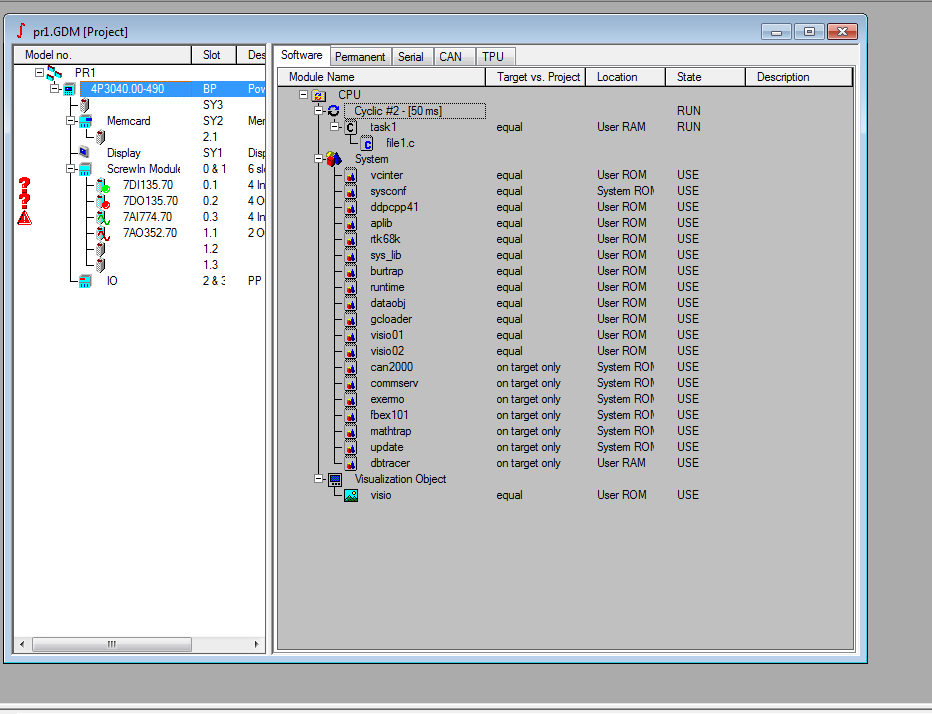 pr1.GDM [Project]
Model no. Slot Des
PR1
4P3040.00-490 BP Pow
SY3
Memcard SY2 Mem
2.1
Display SY1 Disp
ScrewIn Module 0 & 1 6 sl
7DI135.70 0.1 4 In
7DO135.70 0.2 4 O
7AI774.70 0.3 4 In
7AO352.70 1.1 2 O
1.2
1.3
IO 2 & 3 PP
Software Permanent Serial CAN TPU
Module Name Target vs. Project Location State Description
CPU
Cyclic #2 - [50 ms] RUN
task1 equal User RAM RUN
file1.c
System
vcinter equal User ROM USE
sysconf equal System ROM USE
ddpcpp41 equal User ROM USE
aplib equal User ROM USE
rtk68k equal User ROM USE
sys_lib equal User ROM USE
burtrap equal User ROM USE
runtime equal User ROM USE
dataobj equal User ROM USE
gcloader equal User ROM USE
visio01 equal User ROM USE
visio02 equal User ROM USE
can2000 on target only System ROM USE
commserv on target only System ROM USE
exermo on target only System ROM USE
fbex101 on target only System ROM USE
mathtrap on target only System ROM USE
update on target only System ROM USE
dbtracer on target only User RAM USE
Visualization Object
visio equal User ROM USE